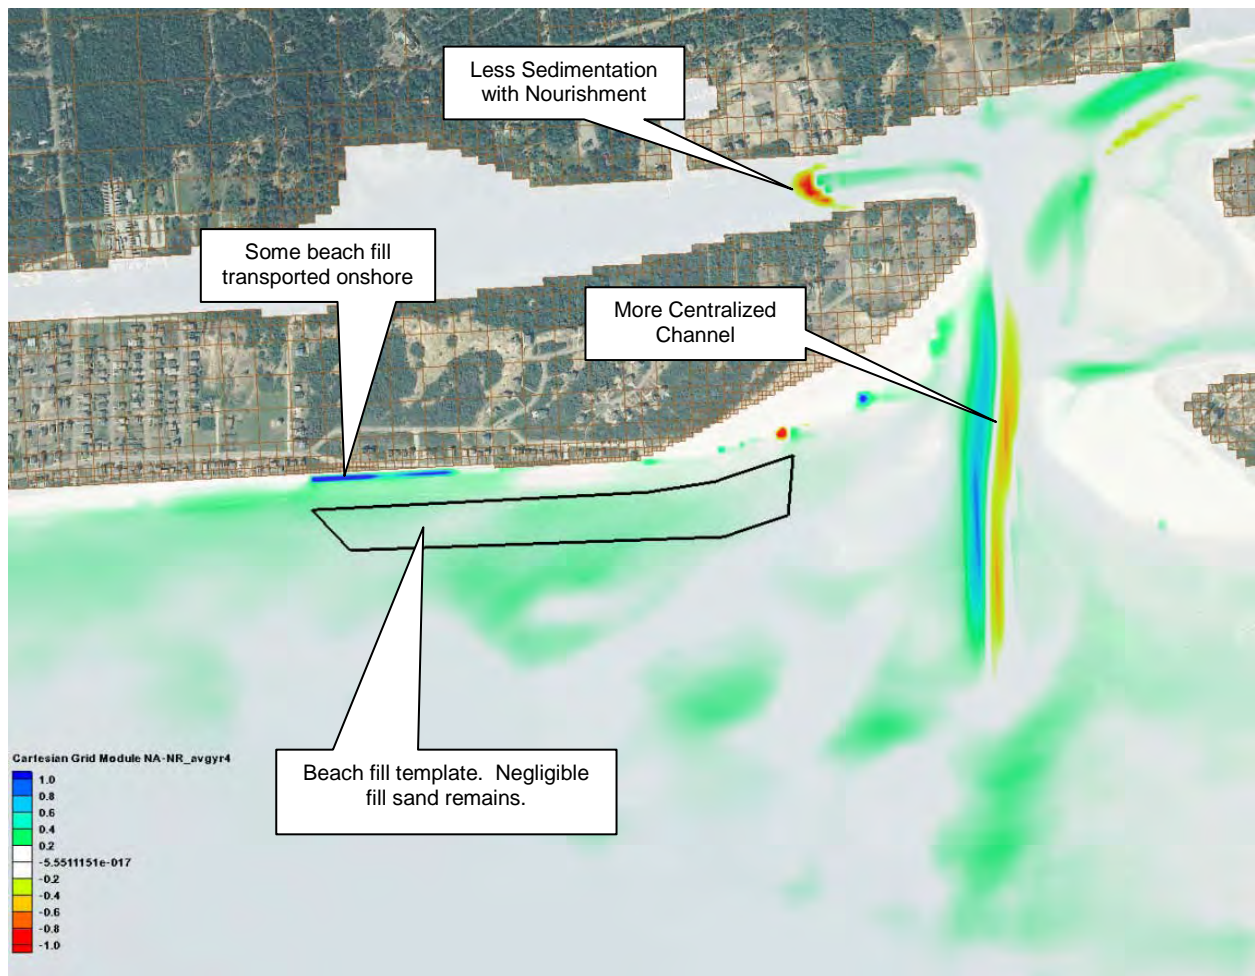 Less Sedimentation
with Nourishment
Some beach fill
transported onshore
More Centralized
Channel
Beach fill template.  Negligible
fill sand remains.
Cartesian Grid Module NA-NR_avgyr4
1.0
0.8
0.6
0.4
0.2
-5.5511151e-017
-0.2
-0.4
-0.6
-0.8
-1.0